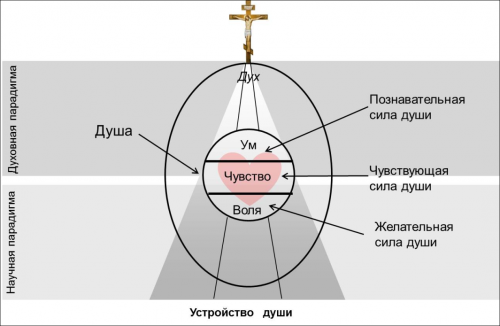 Дух
Духовная парадигма
Познавательная
сила души
Душа
Ум
Чувство
Чувствующая
сила души
Воля
Желательная
сила души
Научная парадигма
Устройство души